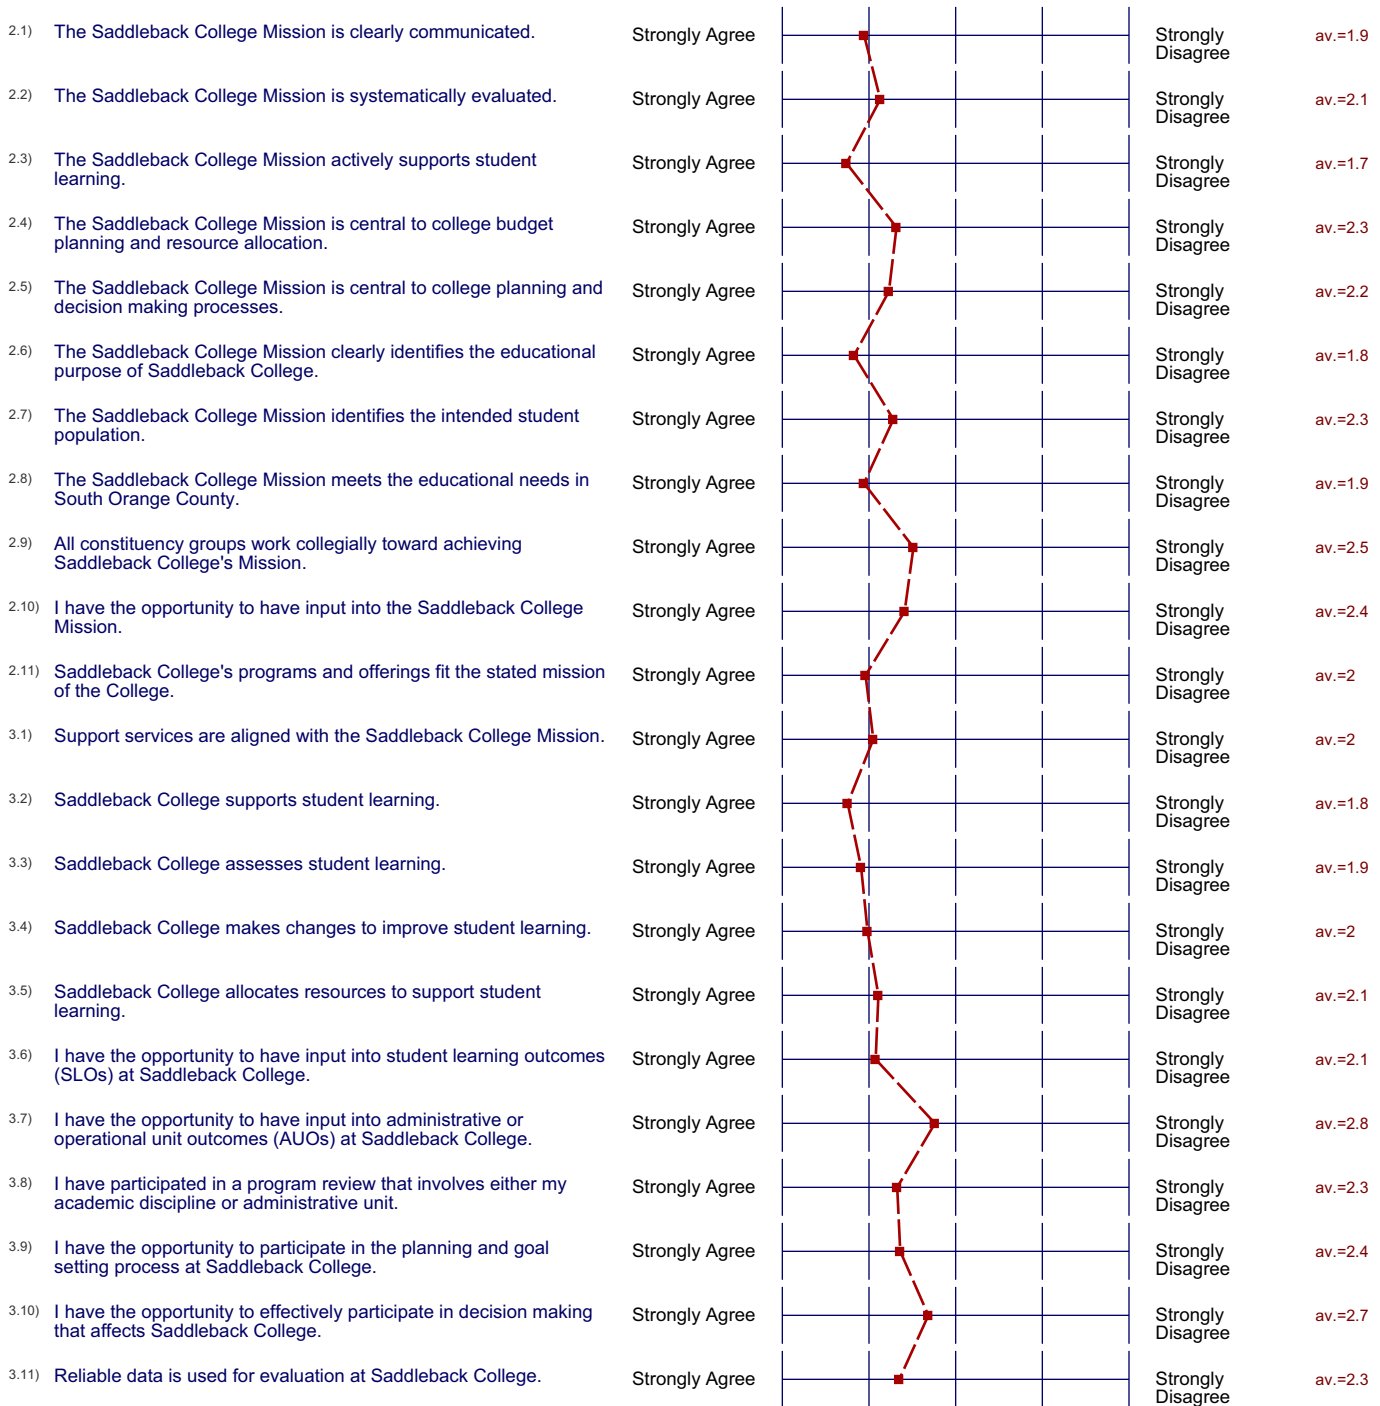 2.1) The Saddleback College Mission is clearly communicated. Strongly Agree Strongly av.=1.9
Disagree
2.2) The Saddleback College Mission is systematically evaluated. Strongly Agree Strongly av.=2.1
Disagree
2.3) The Saddleback College Mission actively supports student Strongly Agree Strongly av.=1.7
learning. Disagree
2.4) The Saddleback College Mission is central to college budget Strongly Agree Strongly av.=2.3
planning and resource allocation. Disagree
2.5) The Saddleback College Mission is central to college planning and Strongly Agree Strongly av.=2.2
decision making processes. Disagree
2.6) The Saddleback College Mission clearly identifies the educational Strongly Agree Strongly av.=1.8
purpose of Saddleback College. Disagree
2.7) The Saddleback College Mission identifies the intended student Strongly Agree Strongly av.=2.3
population. Disagree
2.8) The Saddleback College Mission meets the educational needs in Strongly Agree Strongly av.=1.9
South Orange County. Disagree
2.9) All constituency groups work collegially toward achieving Strongly Agree Strongly av.=2.5
Saddleback College's Mission. Disagree
2.10) I have the opportunity to have input into the Saddleback College Strongly Agree Strongly av.=2.4
Mission. Disagree
2.11) Saddleback College's programs and offerings fit the stated mission Strongly Agree Strongly av.=2
of the College. Disagree
3.1) Support services are aligned with the Saddleback College Mission. Strongly Agree Strongly av.=2
Disagree
3.2) Saddleback College supports student learning. Strongly Agree Strongly av.=1.8
Disagree
3.3) Saddleback College assesses student learning. Strongly Agree Strongly av.=1.9
Disagree
3.4) Saddleback College makes changes to improve student learning. Strongly Agree Strongly av.=2
Disagree
3.5) Saddleback College allocates resources to support student Strongly Agree Strongly av.=2.1
learning. Disagree
3.6) I have the opportunity to have input into student learning outcomes Strongly Agree Strongly av.=2.1
(SLOs) at Saddleback College. Disagree
3.7) I have the opportunity to have input into administrative or Strongly Agree Strongly av.=2.8
operational unit outcomes (AUOs) at Saddleback College. Disagree
3.8) I have participated in a program review that involves either my Strongly Agree Strongly av.=2.3
academic discipline or administrative unit. Disagree
3.9) I have the opportunity to participate in the planning and goal Strongly Agree Strongly av.=2.4
setting process at Saddleback College. Disagree
3.10) I have the opportunity to effectively participate in decision making Strongly Agree Strongly av.=2.7
that affects Saddleback College. Disagree
3.11) Reliable data is used for evaluation at Saddleback College. Strongly Agree Strongly av.=2.3
Disagree